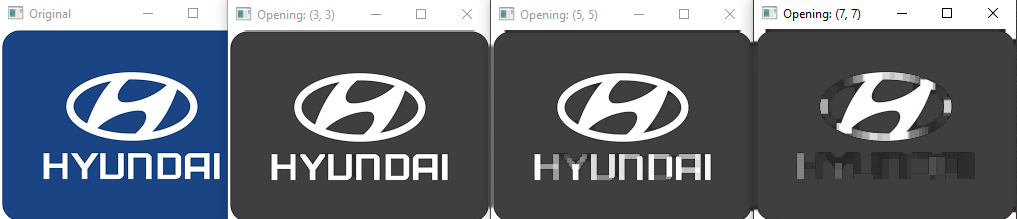 Original
HYUNDAI
Opening: (3, 3)
HYUNDAI
Opening: (5, 5)
HYUNDAI
Opening: (7, 7)